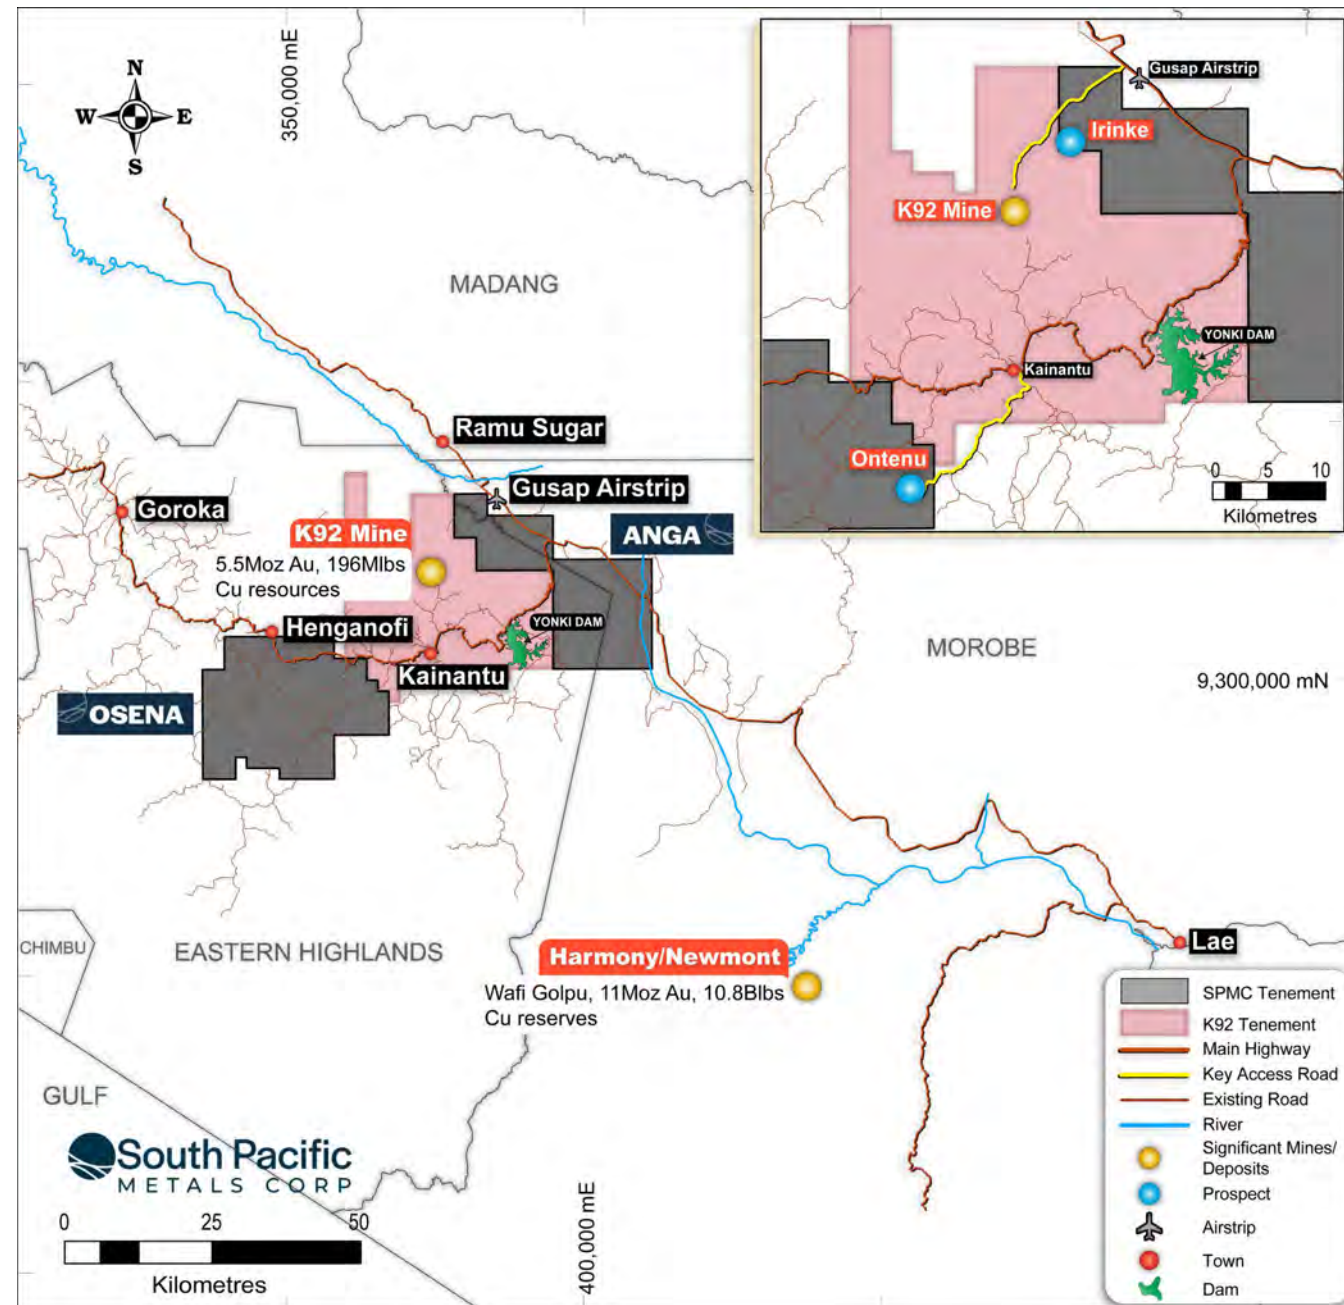 350,000 mE
N
W
E
S
MADANG
Ramu Sugar
Gusap Airstrip
Goroka
K92 Mine
5.5Moz Au, 196Mlbs
Cu resources
ANGA
Henganofi
YONKI DAM
Kainantu
OSENA
MOROBE
9,300,000 mN
EASTERN HIGHLANDS
CHIMBU
GULF
Harmony/Newmont
Wafi Golpu, 11Moz Au, 10.8Blbs
Cu reserves
Lae
400,000 mE
South Pacific
METALS CORP
0 25 50
Kilometres
Gusap Airstrip
Irinke
K92 Mine
YONKI DAM
Kainantu
Ontenu
0 5 10
Kilometres
SPMC Tenement
K92 Tenement
Main Highway
Key Access Road
Existing Road
River
Significant Mines/
Deposits
Prospect
Airstrip
Town
Dam